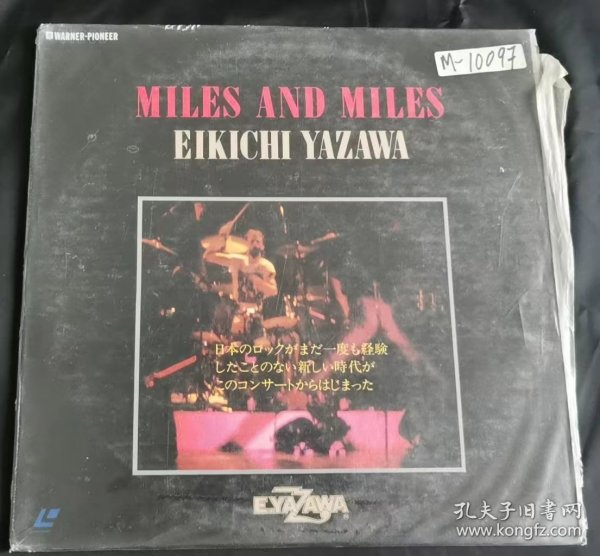 WARNER-PIONEER
M-10097
MILES AND MILES
EIKICHI YAZAWA
日本のロックがまだ一度も経験
したことのない新しい時代が
このコンサートからはじまった
E.YAZAWA
®
孔夫子旧书网
kongfz.com